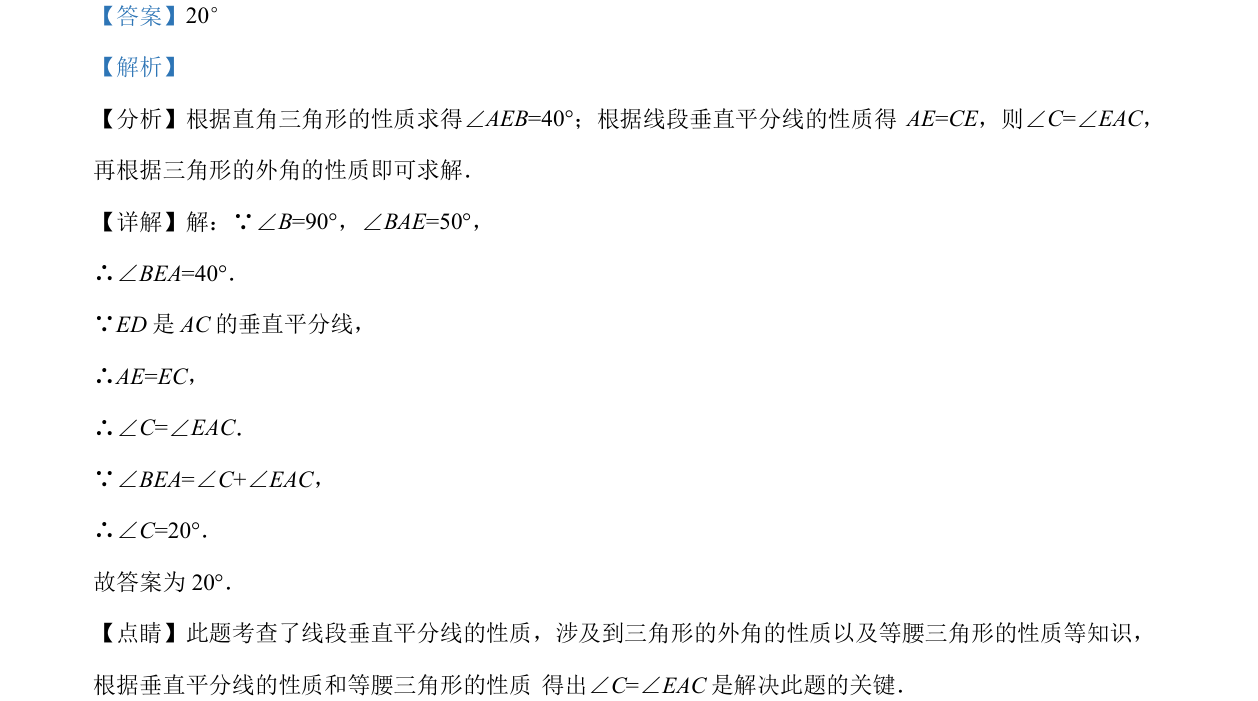 【答案】20°
【解析】
【分析】根据直角三角形的性质求得∠AEB=40°；根据线段垂直平分线的性质得 AE=CE，则∠C=∠EAC，
再根据三角形的外角的性质即可求解．
【详解】解：∵∠B=90°，∠BAE=50°，
∴∠BEA=40°．
∵ED 是 AC 的垂直平分线，
∴AE=EC，
∴∠C=∠EAC．
∵∠BEA=∠C+∠EAC，
∴∠C=20°．
故答案为 20°．
【点睛】此题考查了线段垂直平分线的性质，涉及到三角形的外角的性质以及等腰三角形的性质等知识，
根据垂直平分线的性质和等腰三角形的性质 得出∠C=∠EAC 是解决此题的关键．